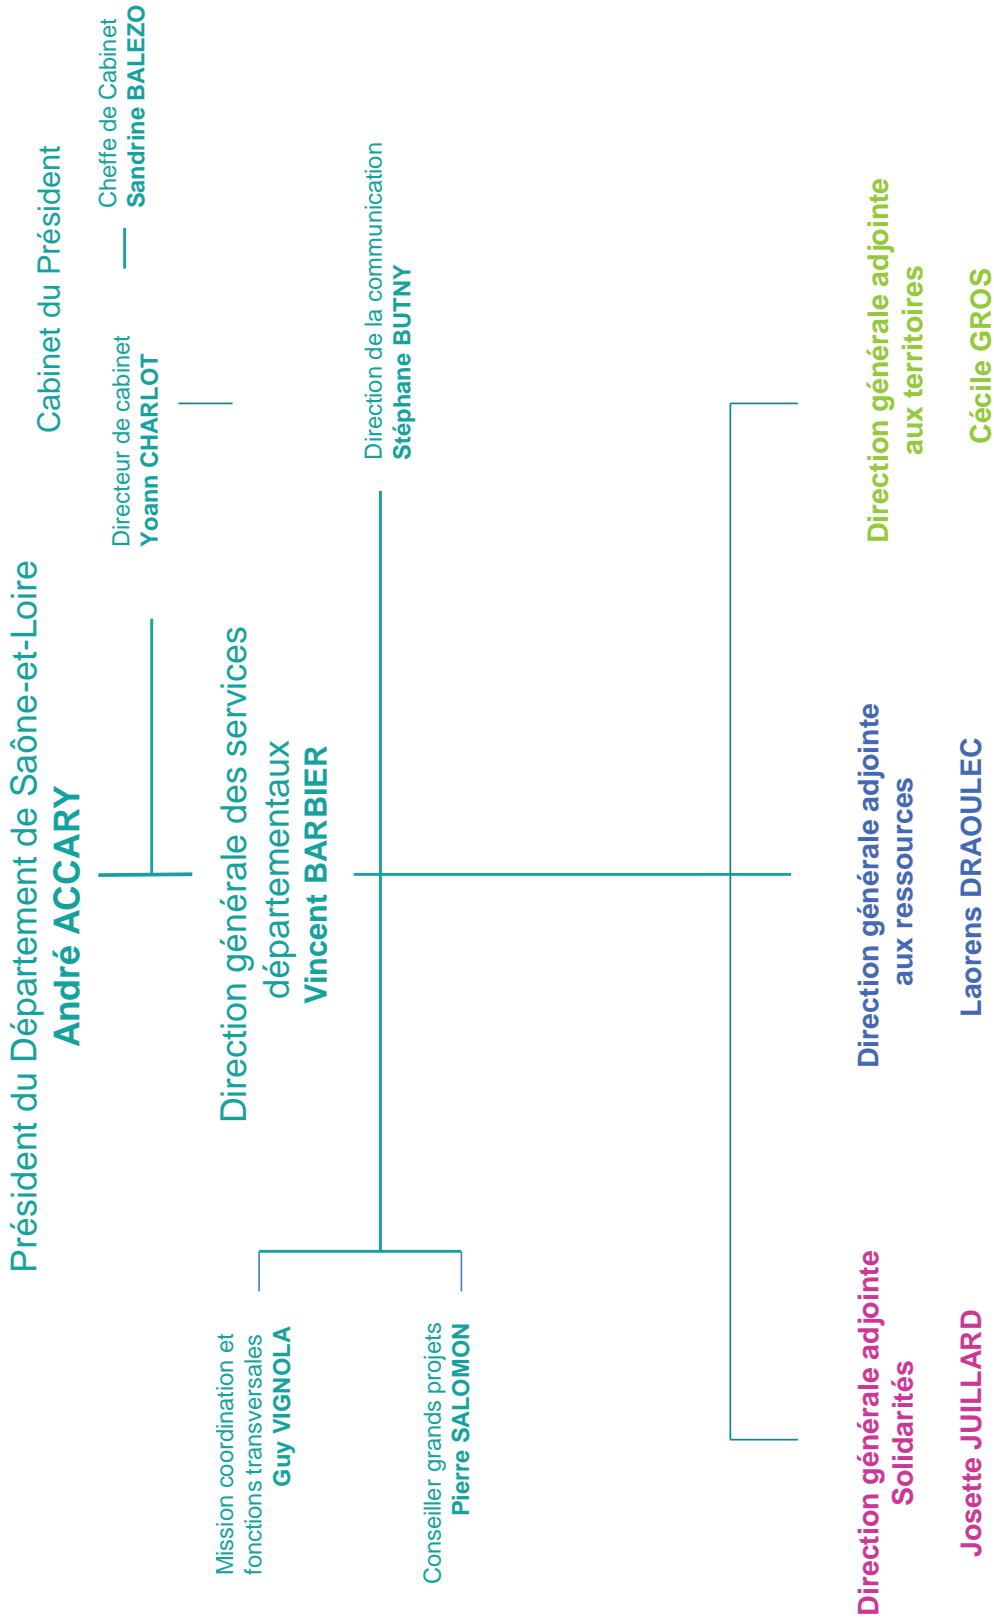 Président du Département de Saône-et-Loire
André ACCARY
Cabinet du Président
Directeur de cabinet
Yoann CHARLOT
Cheffe de Cabinet
Sandrine BALEZO
Direction générale des services
départementaux
Vincent BARBIER
Mission coordination et
fonctions transversales
Guy VIGNOLA
Conseiller grands projets
Pierre SALOMON
Direction de la communication
Stéphane BUTNY
Direction générale adjointe
Solidarités
Josette JUILLARD
Direction générale adjointe
aux ressources
Laorens DRAOULEC
Direction générale adjointe
aux territoires
Cécile GROS